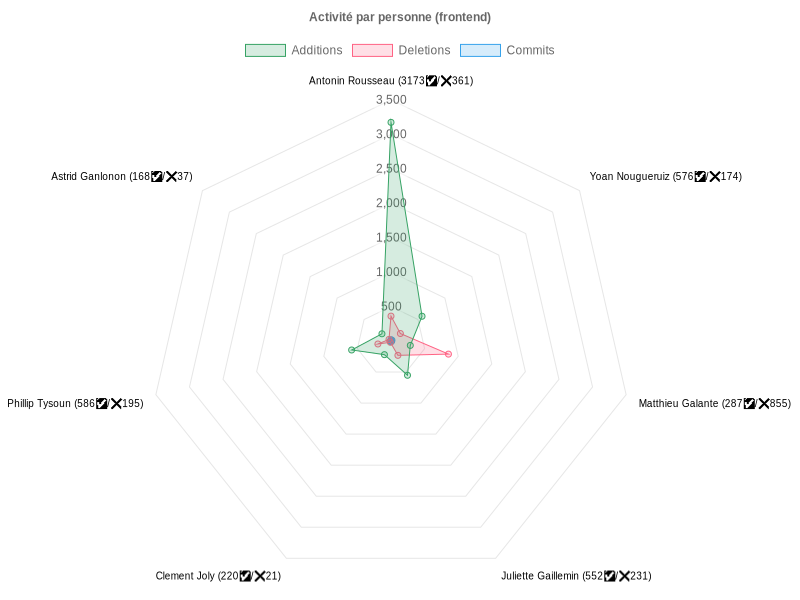 Activité par personne (frontend)
Additions Deletions Commits
Antonin Rousseau (3173✅/❌361)
3,500
3,000
2,500
2,000
1,500
1,000
500
Astrid Ganlonon (168✅/❌37)
Yoan Nougueruiz (576✅/❌174)
Phillip Tysoun (586✅/❌195)
Matthieu Galante (287✅/❌855)
Clement Joly (220✅/❌21)
Juliette Gaillemin (552✅/❌231)